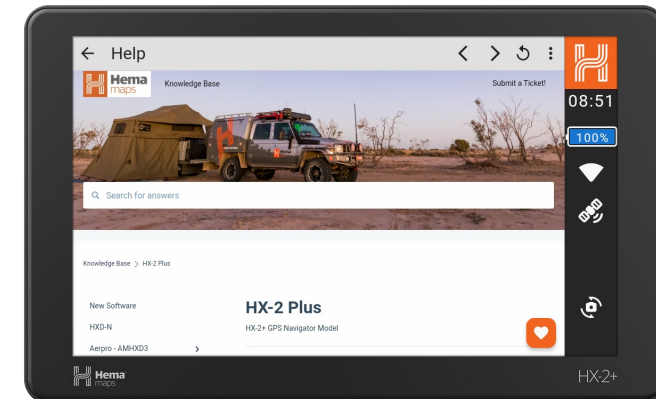 Help
Hema
maps
Knowledge Base
Submit a Ticket!
08:51
100%
Search for answers
Knowledge Base > HX-2 Plus
New Software
HX-2 Plus
HXD-N
HX-2+ GPS Navigator Model
Aerpro - AMHXD3
Hema
maps
HX-2+